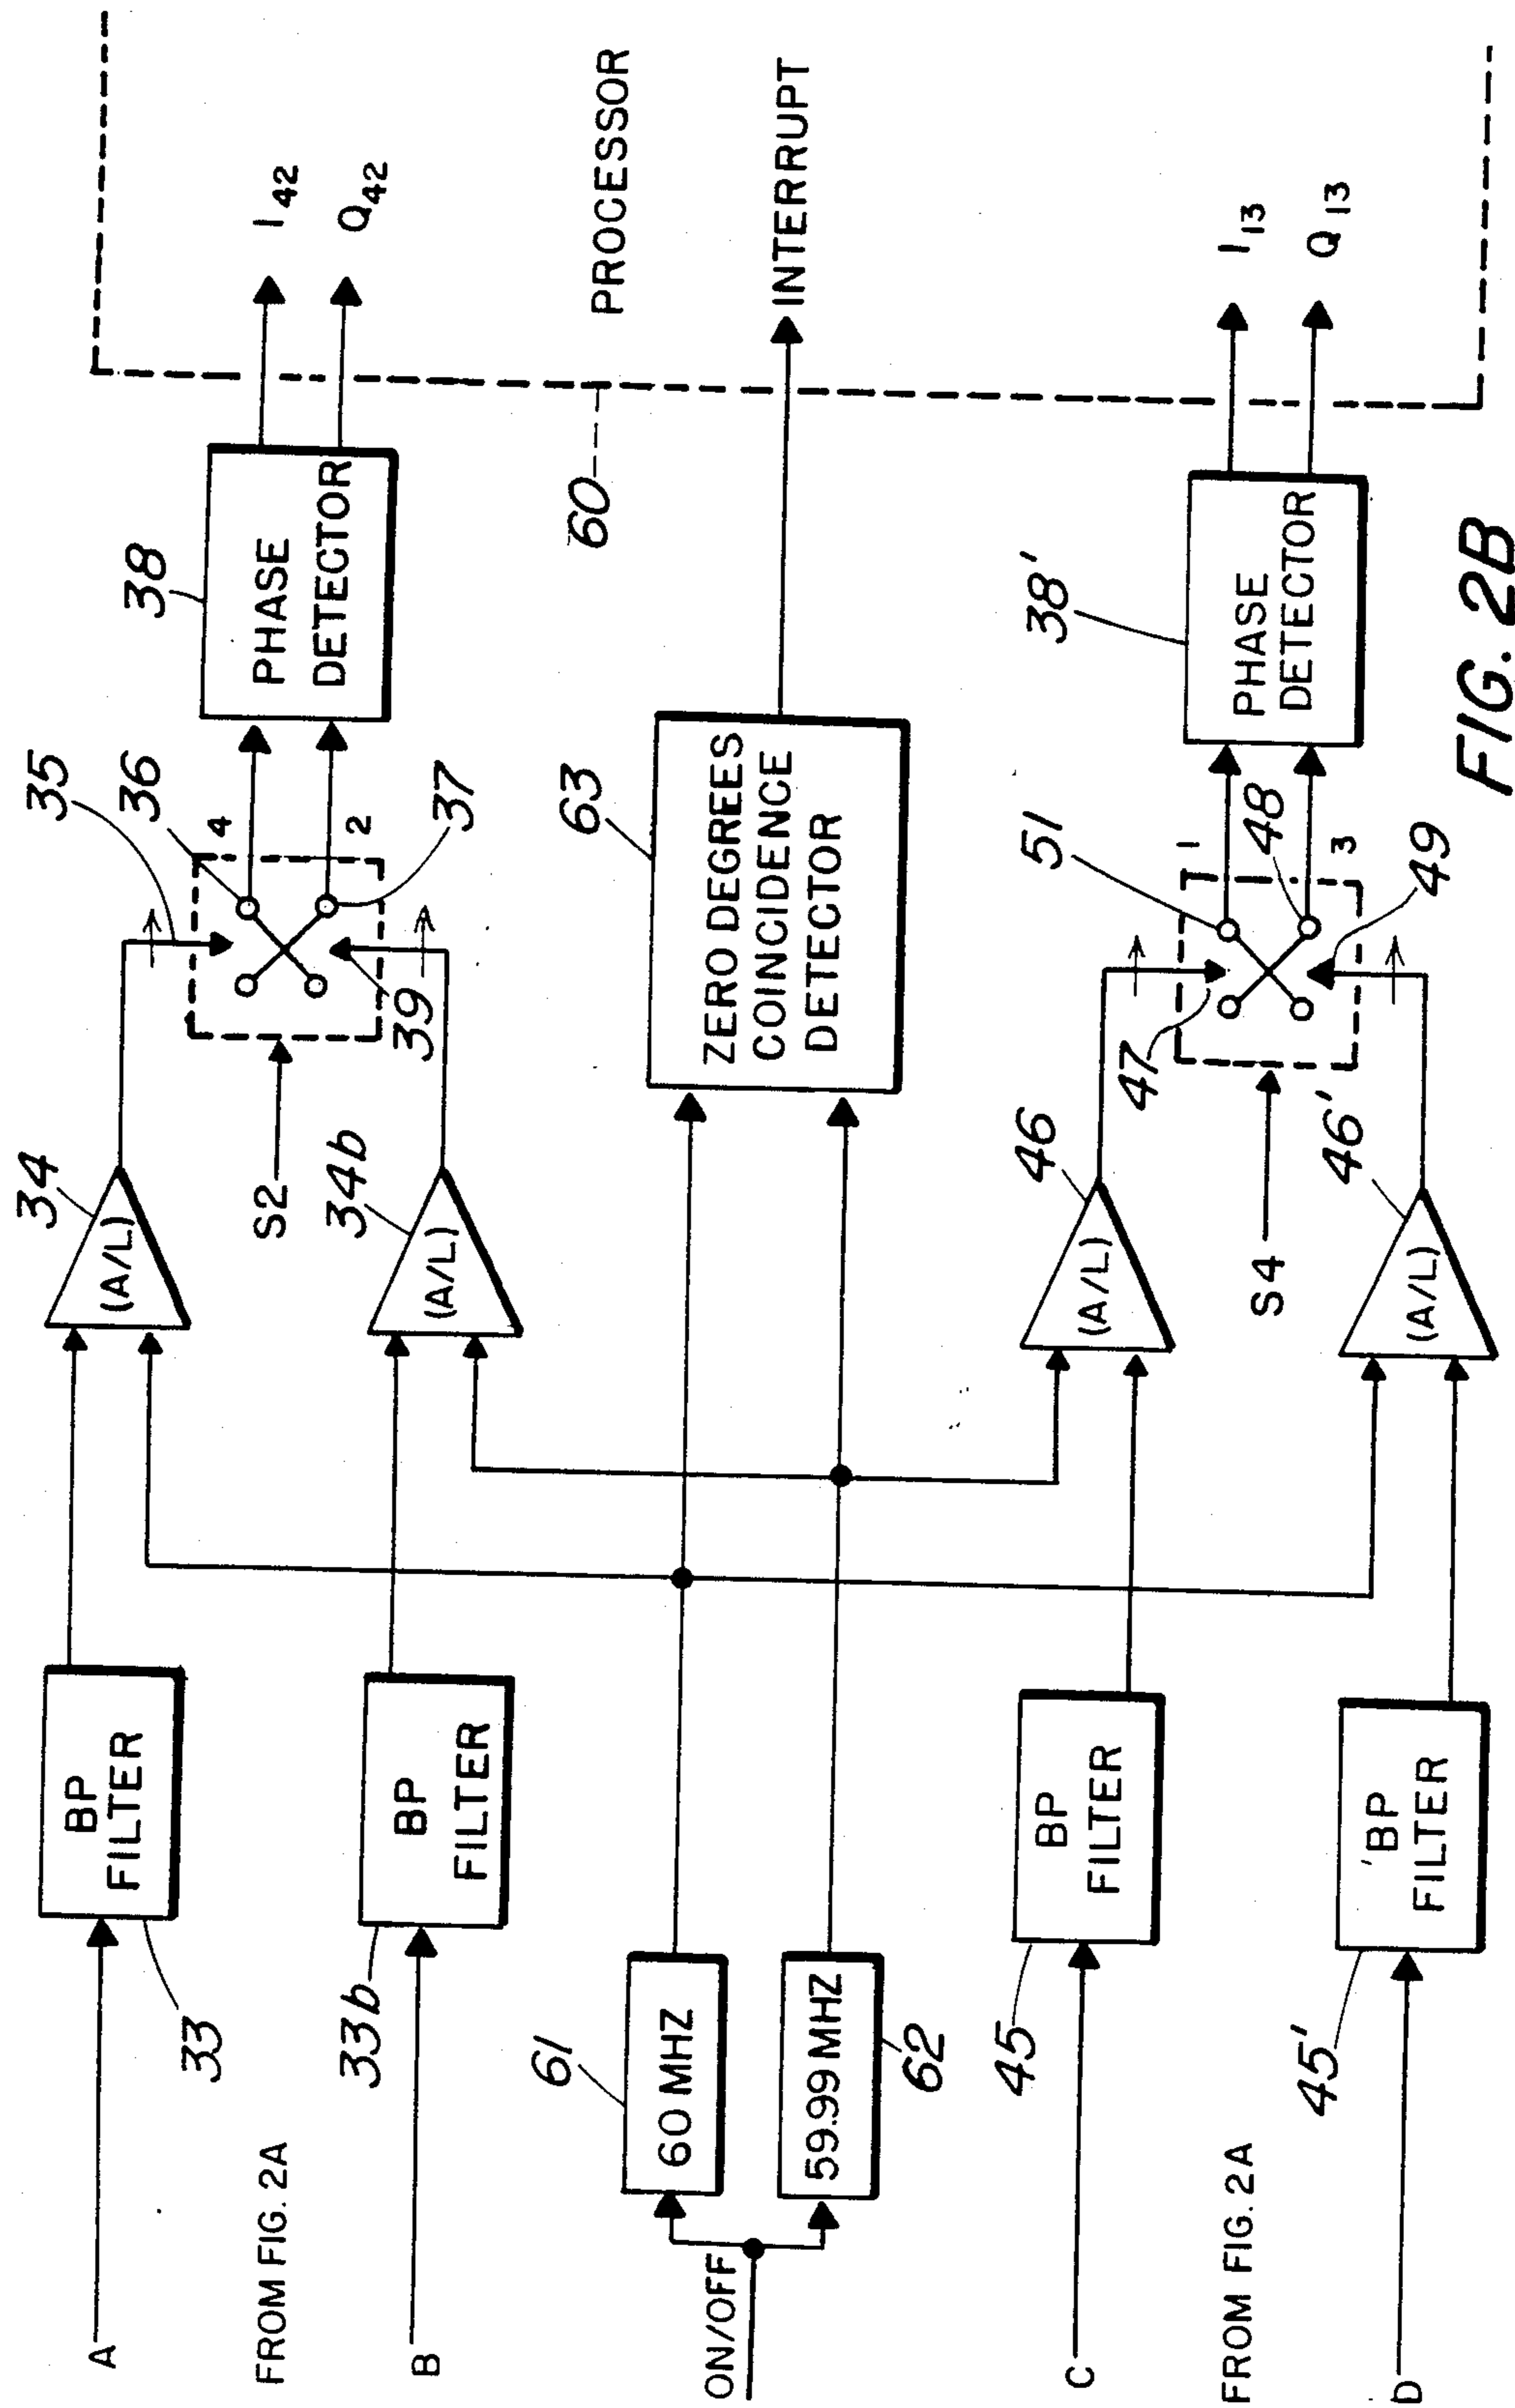 A
FROM FIG. 2A
B
33
BP
FILTER
33b
BP
FILTER
34
(A/L)
34b
(A/L)
35
36
4
2
37
39
S2
38
PHASE
DETECTOR
I42
Q42
ON/OFF
61
60 MHZ
59.99 MHZ
62
63
ZERO DEGREES
COINCIDENCE
DETECTOR
60
PROCESSOR
INTERRUPT
C
FROM FIG. 2A
D
45
BP
FILTER
45'
BP
FILTER
46
(A/L)
46'
(A/L)
47
S4
51
1
48
3
49
38'
PHASE
DETECTOR
I13
Q13
FIG. 2B